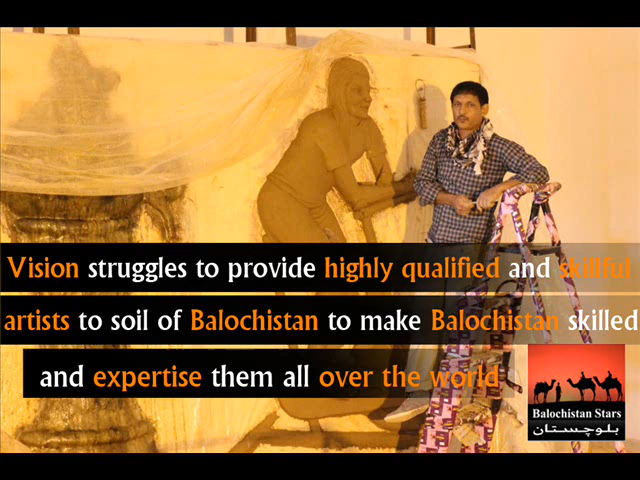 Vision struggles to provide highly qualified and skillful
artists to soil of Balochistan to make Balochistan skilled
and expertise them all over the world
Balochistan Stars
بلوچستان